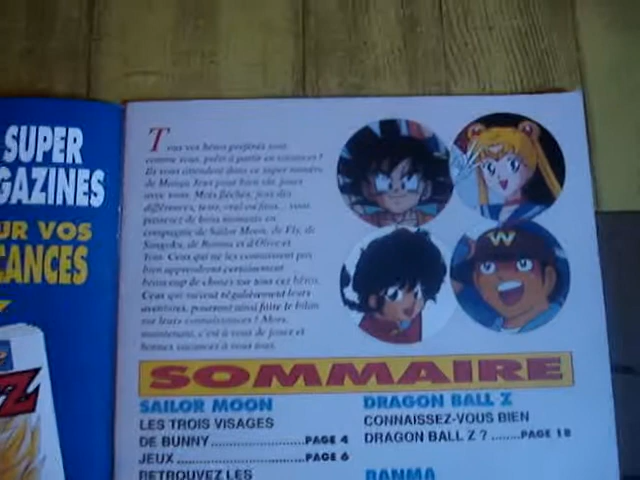 SUPER
GAZINES
UR VOS
CANCES
Z
Tous vos héros préférés sont
comme vous, prêts à partir en vacances !
Ils vous attendent dans ce super numéro
de Manga Jeux pour bien
avec vous. Mots fléchés, jeux des
différences, tests, vrai ou faux... vous
passerez de bons moments en
compagnie de Sailor Moon, de Fly, de
Sangoku, de Ranma et d'Olive et
Tom. Ceux qui ne les connaissent pas
bien apprendront certainement
beaucoup de choses sur tous ces héros.
Ceux qui suivent régulièrement leurs
aventures, pourront ainsi faire le bilan
sur leurs connaissances ! Alors,
maintenant, c'est à vous de jouer et
bonnes vacances à vous tous.
W
SOMMAIRE
SAILOR MOON
LES TROIS VISAGES
DE BUNNY.......................PAGE 4
JEUX................................PAGE 6
RETROUVEZ LES
DRAGON BALL Z
CONNAISSEZ-VOUS BIEN
DRAGON BALL Z ? .......PAGE 18
RANMA